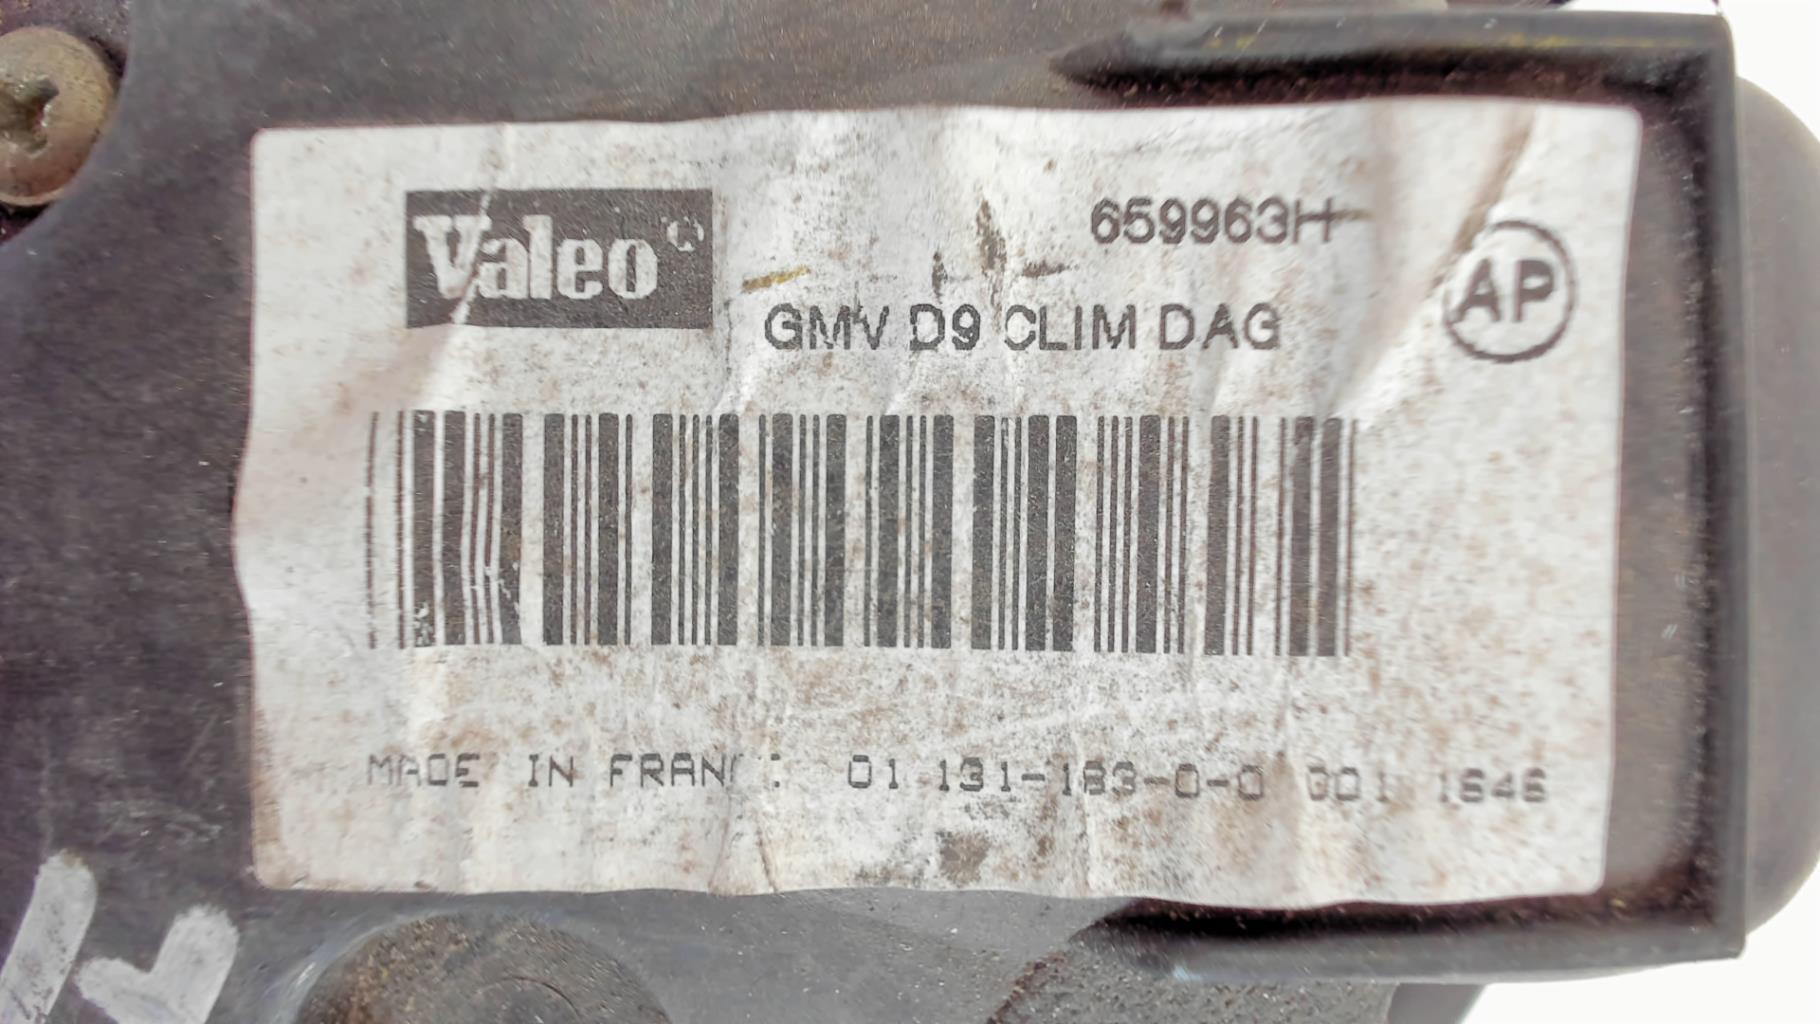 Valeo
659963H
GMV D9 CLIM DAG
AP
MADE IN FRANCE 01 131-183-0-0 001 1646